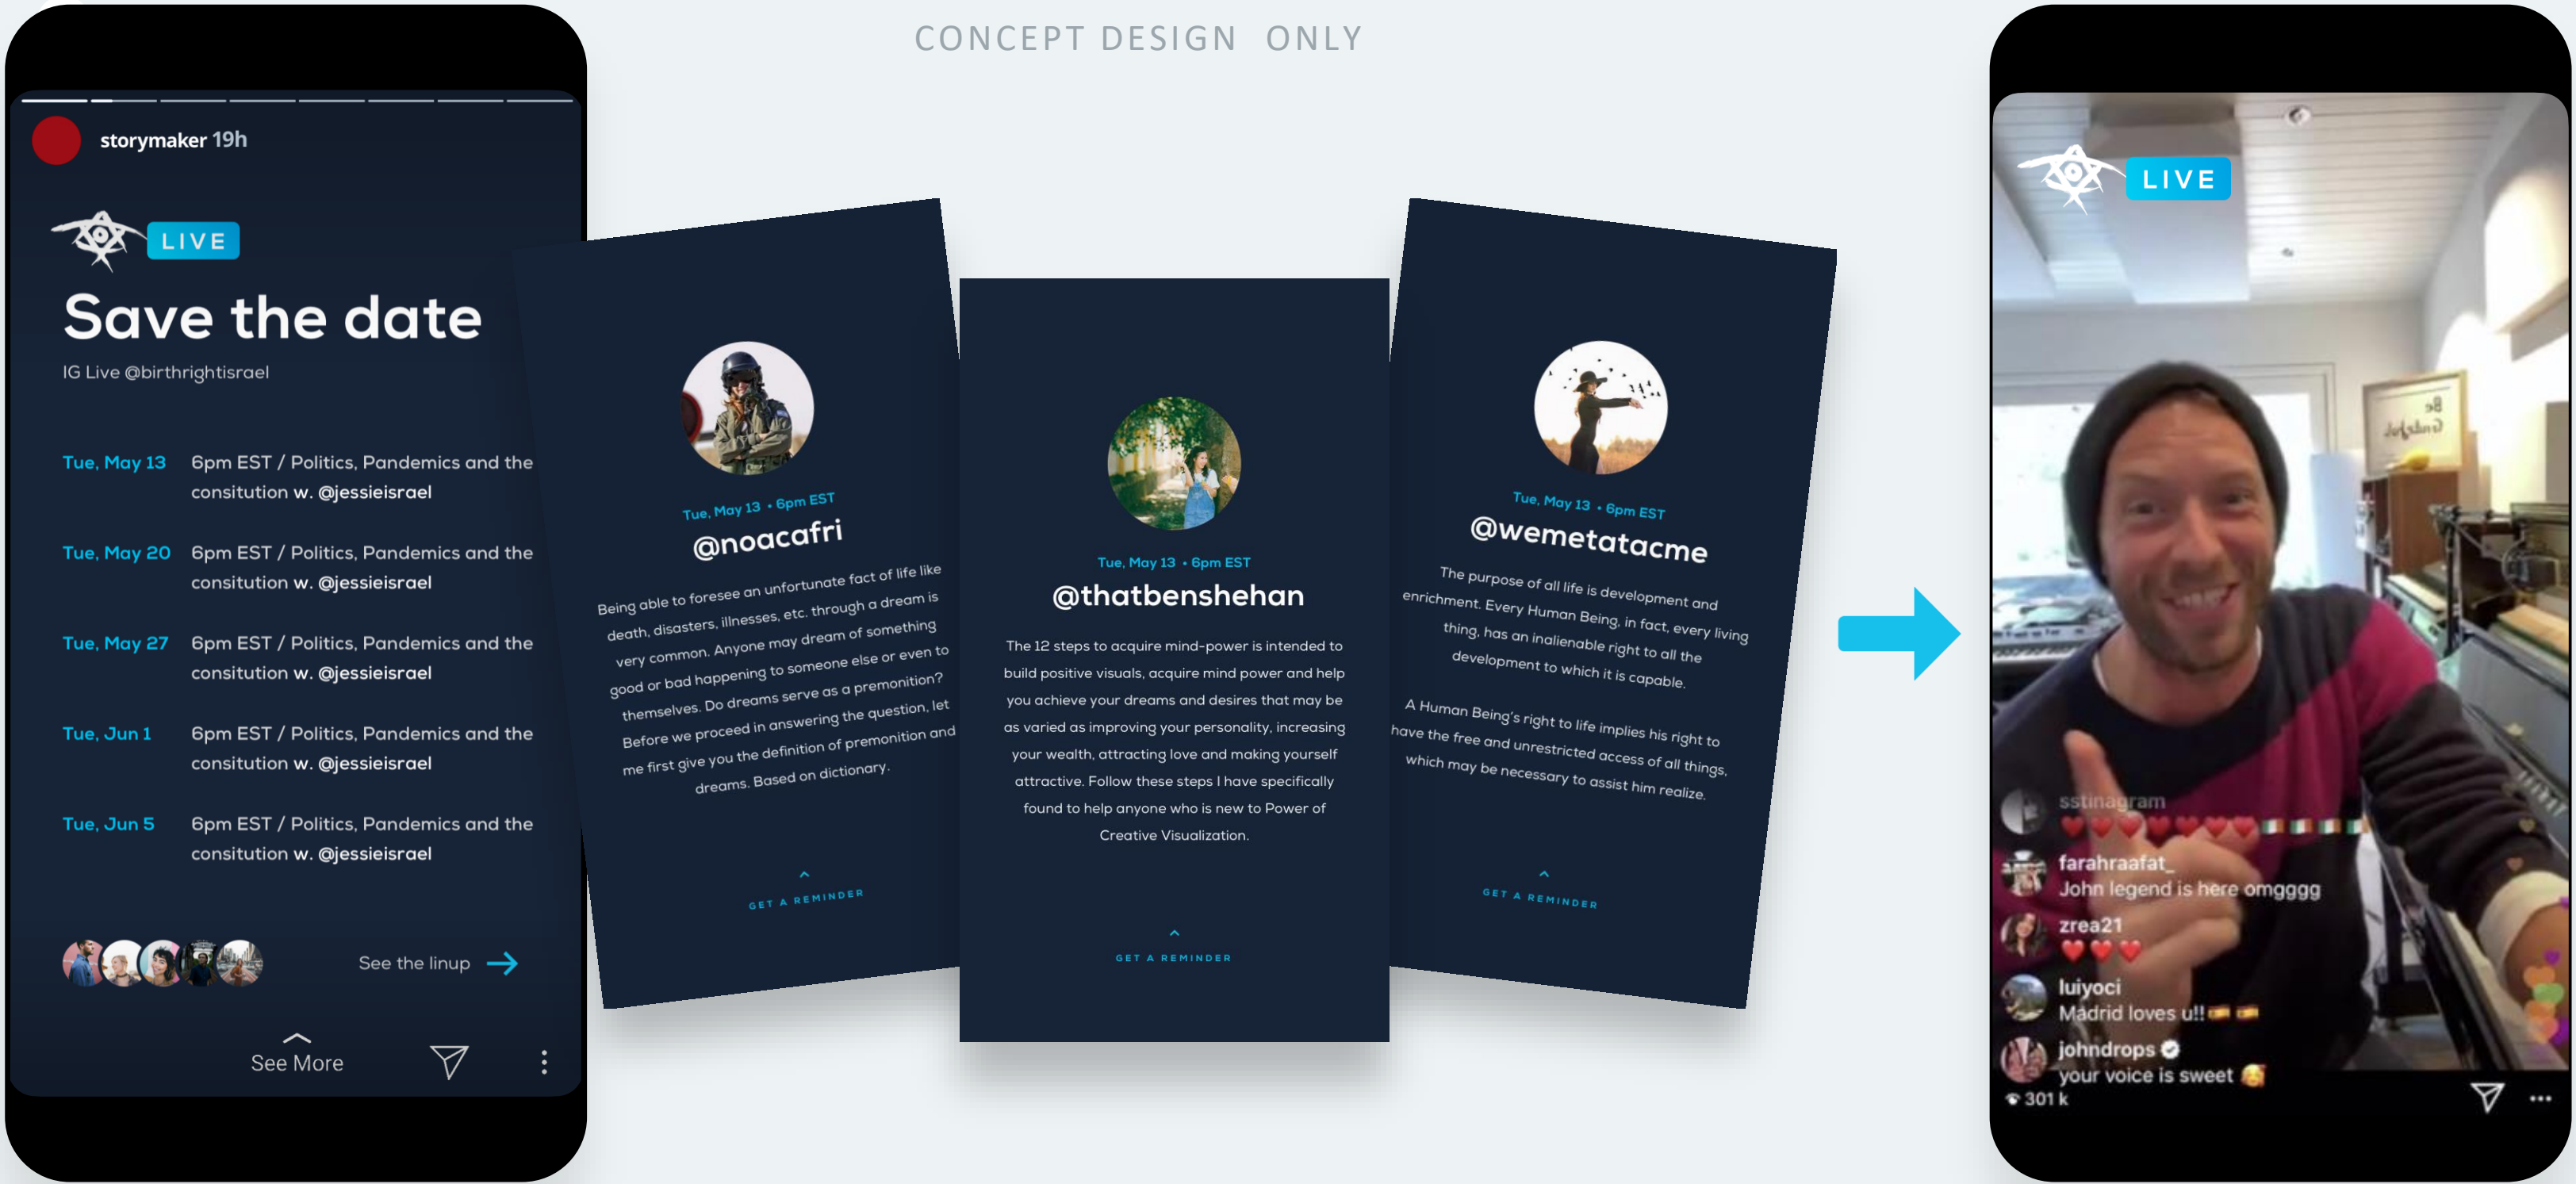 CONCEPT DESIGN ONLY
storymaker 19h
LIVE
Save the date
IG Live @birthrightisrael
Tue, May 13 6pm EST / Politics, Pandemics and the
consitution w. @jessieisrael
Tue, May 20 6pm EST / Politics, Pandemics and the
consitution w. @jessieisrael
Tue, May 27 6pm EST / Politics, Pandemics and the
consitution w. @jessieisrael
Tue, Jun 1 6pm EST / Politics, Pandemics and the
consitution w. @jessieisrael
Tue, Jun 5 6pm EST / Politics, Pandemics and the
consitution w. @jessieisrael
See the linup
See More
Tue, May 13 • 6pm EST
@noacafri
Being able to foresee an unfortunate fact of life like
death, disasters, illnesses, etc. through a dream is
very common. Anyone may dream of something
good or bad happening to someone else or even to
themselves. Do dreams serve as a premonition?
Before we proceed in answering the question, let
me first give you the definition of premonition and
dreams. Based on dictionary.
GET A REMINDER
Tue, May 13 • 6pm EST
@thatbenshehan
The 12 steps to acquire mind-power is intended to
build positive visuals, acquire mind power and help
you achieve your dreams and desires that may be
as varied as improving your personality, increasing
your wealth, attracting love and making yourself
attractive. Follow these steps I have specifically
found to help anyone who is new to Power of
Creative Visualization.
GET A REMINDER
Tue, May 13 • 6pm EST
@wemetatacme
The purpose of all life is development and
enrichment. Every Human Being, in fact, every living
thing, has an inalienable right to all the
development to which it is capable.
A Human Being's right to life implies his right to
have the free and unrestricted access of all things,
which may be necessary to assist him realize.
GET A REMINDER
LIVE
Be
Grateful
sstinagram
❤️❤️❤️❤️❤️❤️❤️🇮🇪🇮🇪🇮🇪🇮🇪
farahraafat_
John legend is here omgggg
zrea21
❤️❤️❤️
luiyoci
Madrid loves u!!🇪🇸🇪🇸
johndrops
your voice is sweet 🥰
301 k